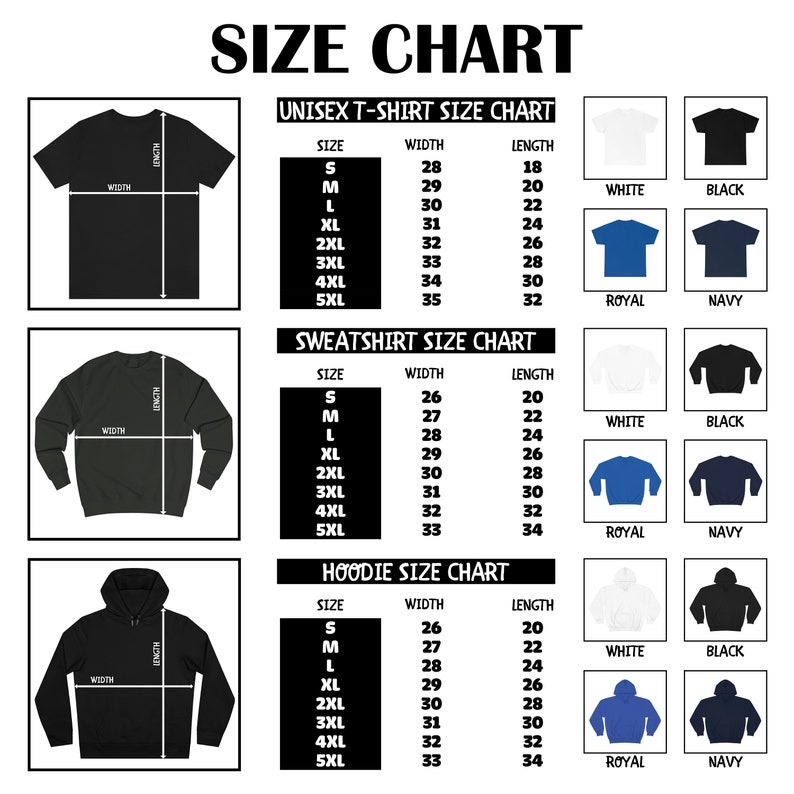 SIZE CHART
LENGTH
WIDTH
UNISEX T-SHIRT SIZE CHART
SIZE WIDTH LENGTH
S 28 18
M 29 20
L 30 22
XL 31 24
2XL 32 26
3XL 33 28
4XL 34 30
5XL 35 32
WHITE BLACK
ROYAL NAVY
LENGTH
WIDTH
SWEATSHIRT SIZE CHART
SIZE WIDTH LENGTH
S 26 20
M 27 22
L 28 24
XL 29 26
2XL 30 28
3XL 31 30
4XL 32 32
5XL 33 34
WHITE BLACK
ROYAL NAVY
LENGTH
WIDTH
HOODIE SIZE CHART
SIZE WIDTH LENGTH
S 26 20
M 27 22
L 28 24
XL 29 26
2XL 30 28
3XL 31 30
4XL 32 32
5XL 33 34
WHITE BLACK
ROYAL NAVY